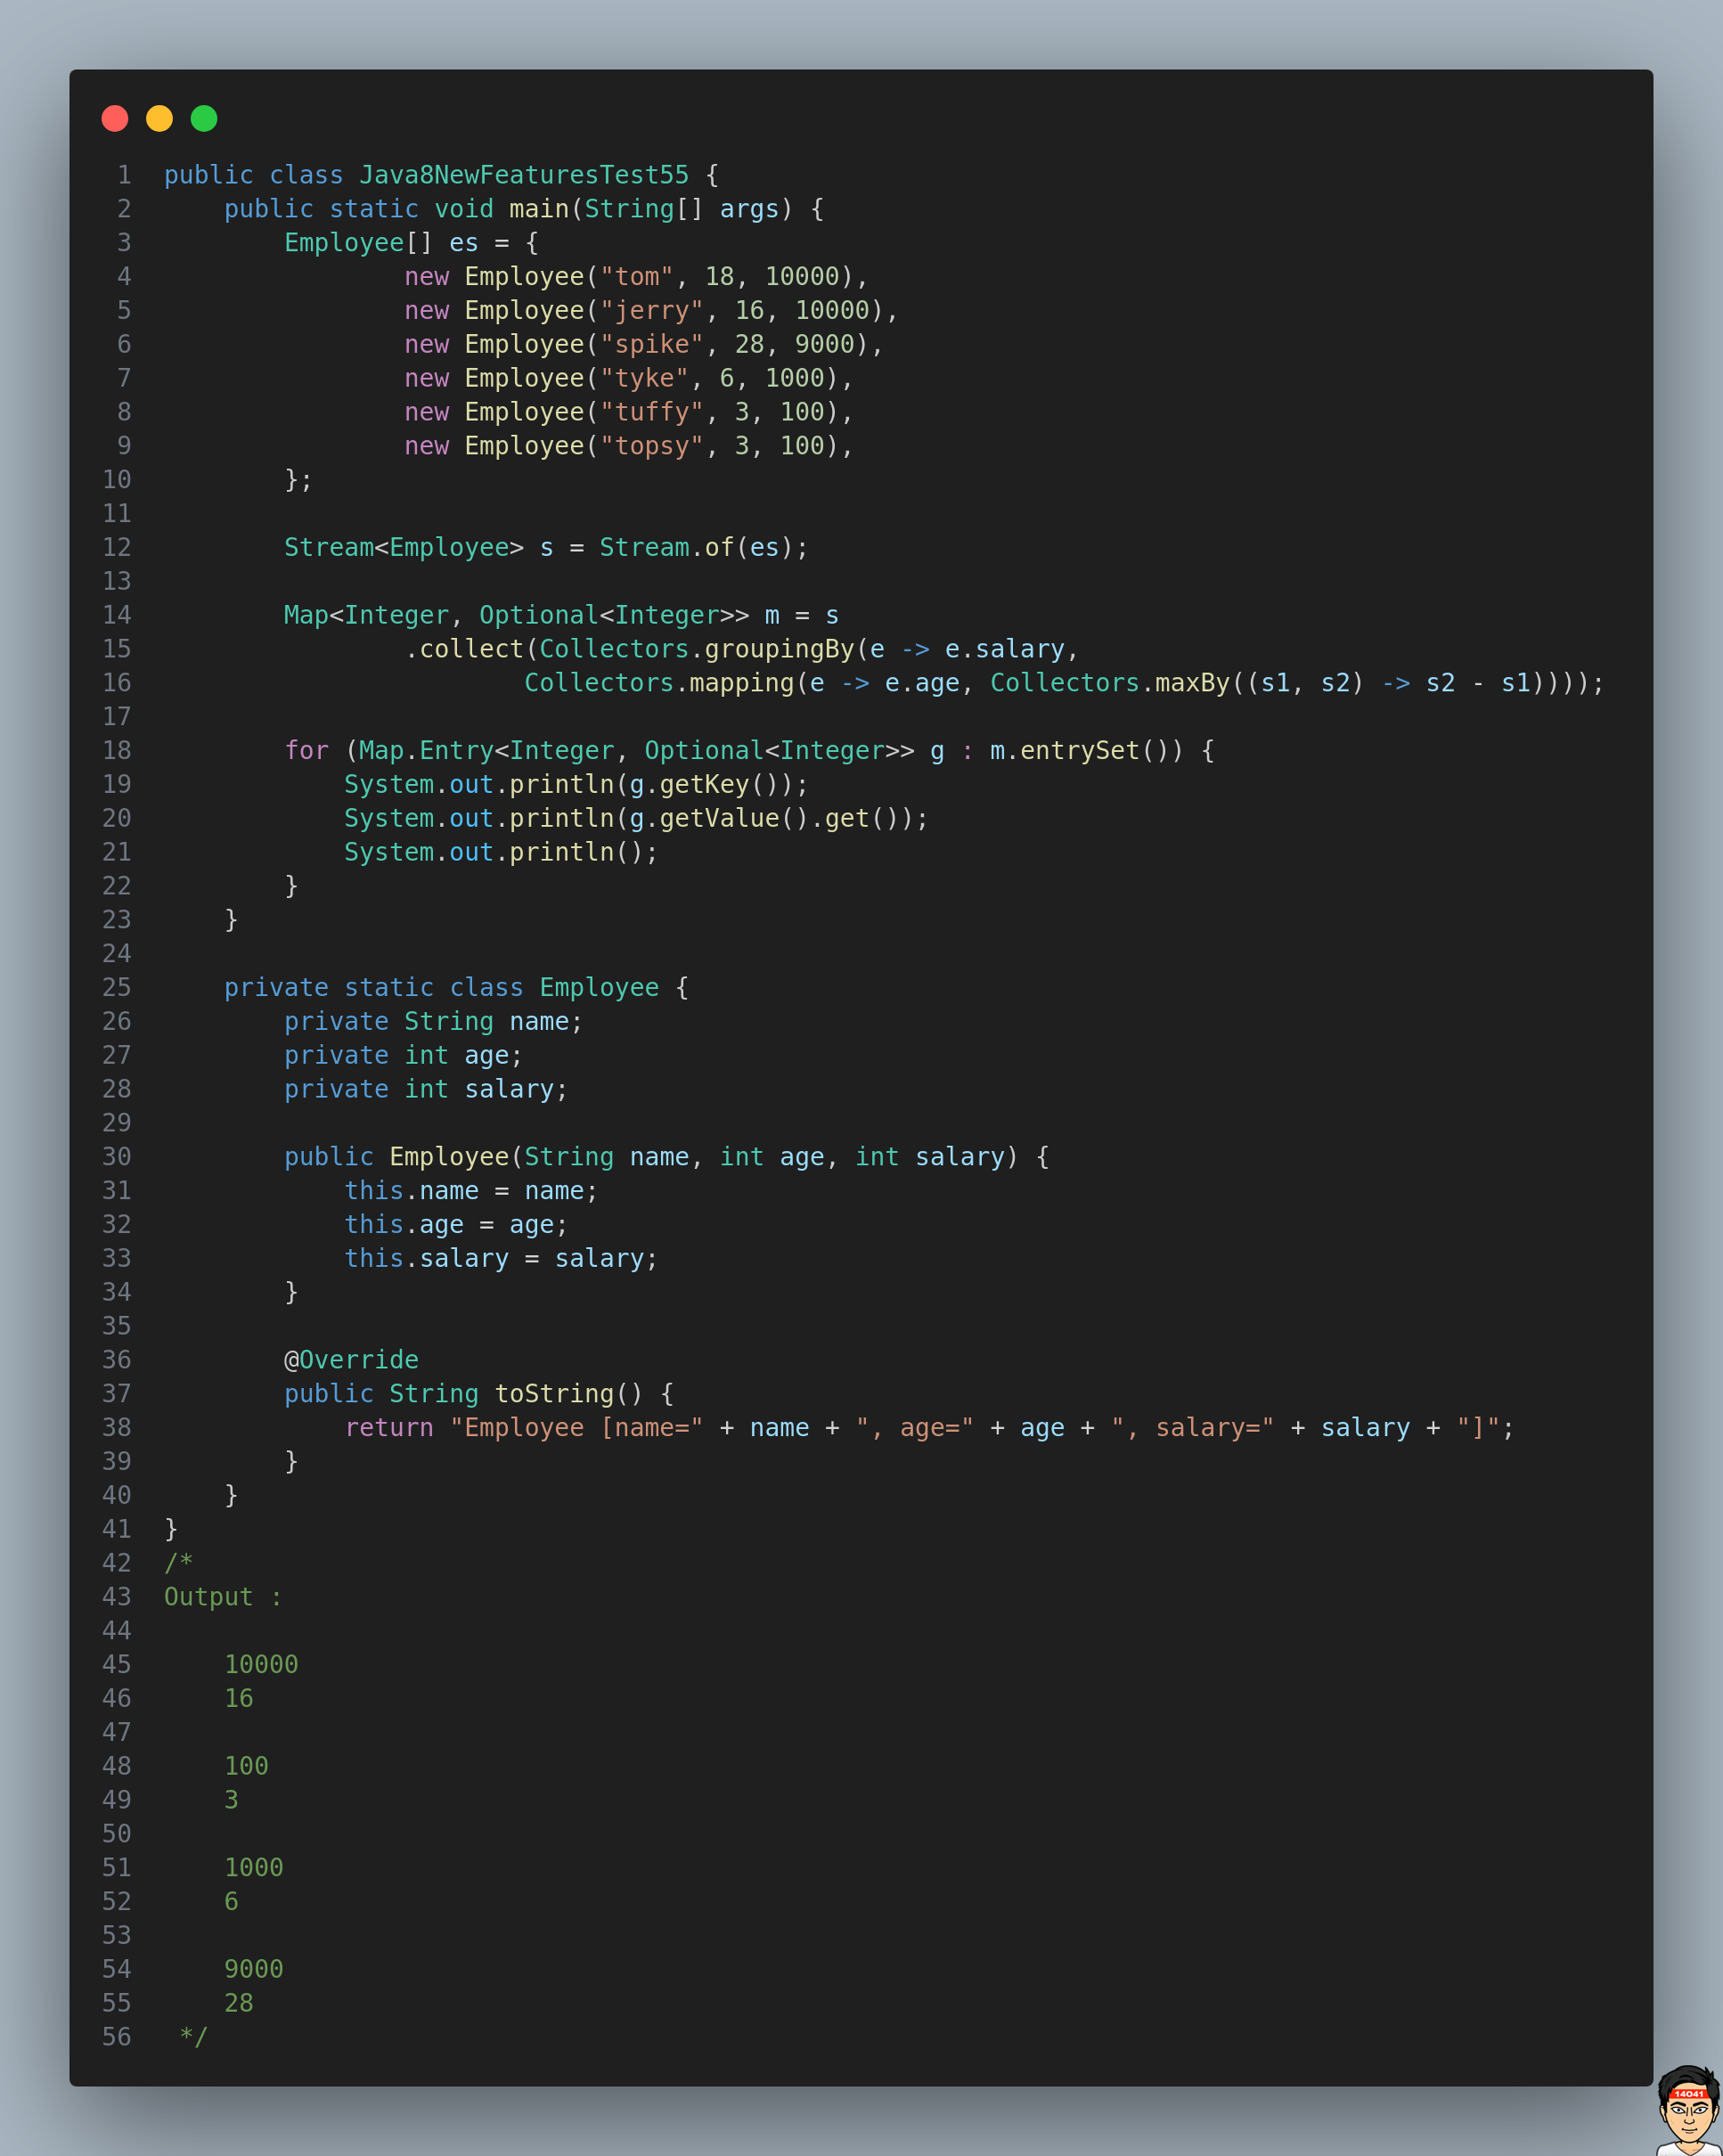 1 public class Java8NewFeaturesTest55 {
2     public static void main(String[] args) {
3         Employee[] es = {
4                 new Employee("tom", 18, 10000),
5                 new Employee("jerry", 16, 10000),
6                 new Employee("spike", 28, 9000),
7                 new Employee("tyke", 6, 1000),
8                 new Employee("tuffy", 3, 100),
9                 new Employee("topsy", 3, 100),
10         };
11
12         Stream<Employee> s = Stream.of(es);
13
14         Map<Integer, Optional<Integer>> m = s
15                 .collect(Collectors.groupingBy(e -> e.salary,
16                         Collectors.mapping(e -> e.age, Collectors.maxBy((s1, s2) -> s2 - s1))));
17
18         for (Map.Entry<Integer, Optional<Integer>> g : m.entrySet()) {
19             System.out.println(g.getKey());
20             System.out.println(g.getValue().get());
21             System.out.println();
22         }
23     }
24
25     private static class Employee {
26         private String name;
27         private int age;
28         private int salary;
29
30         public Employee(String name, int age, int salary) {
31             this.name = name;
32             this.age = age;
33             this.salary = salary;
34         }
35
36         @Override
37         public String toString() {
38             return "Employee [name=" + name + ", age=" + age + ", salary=" + salary + "]";
39         }
40     }
41 }
42 /*
43 Output :
44
45     10000
46     16
47
48     100
49     3
50
51     1000
52     6
53
54     9000
55     28
56  */
14041